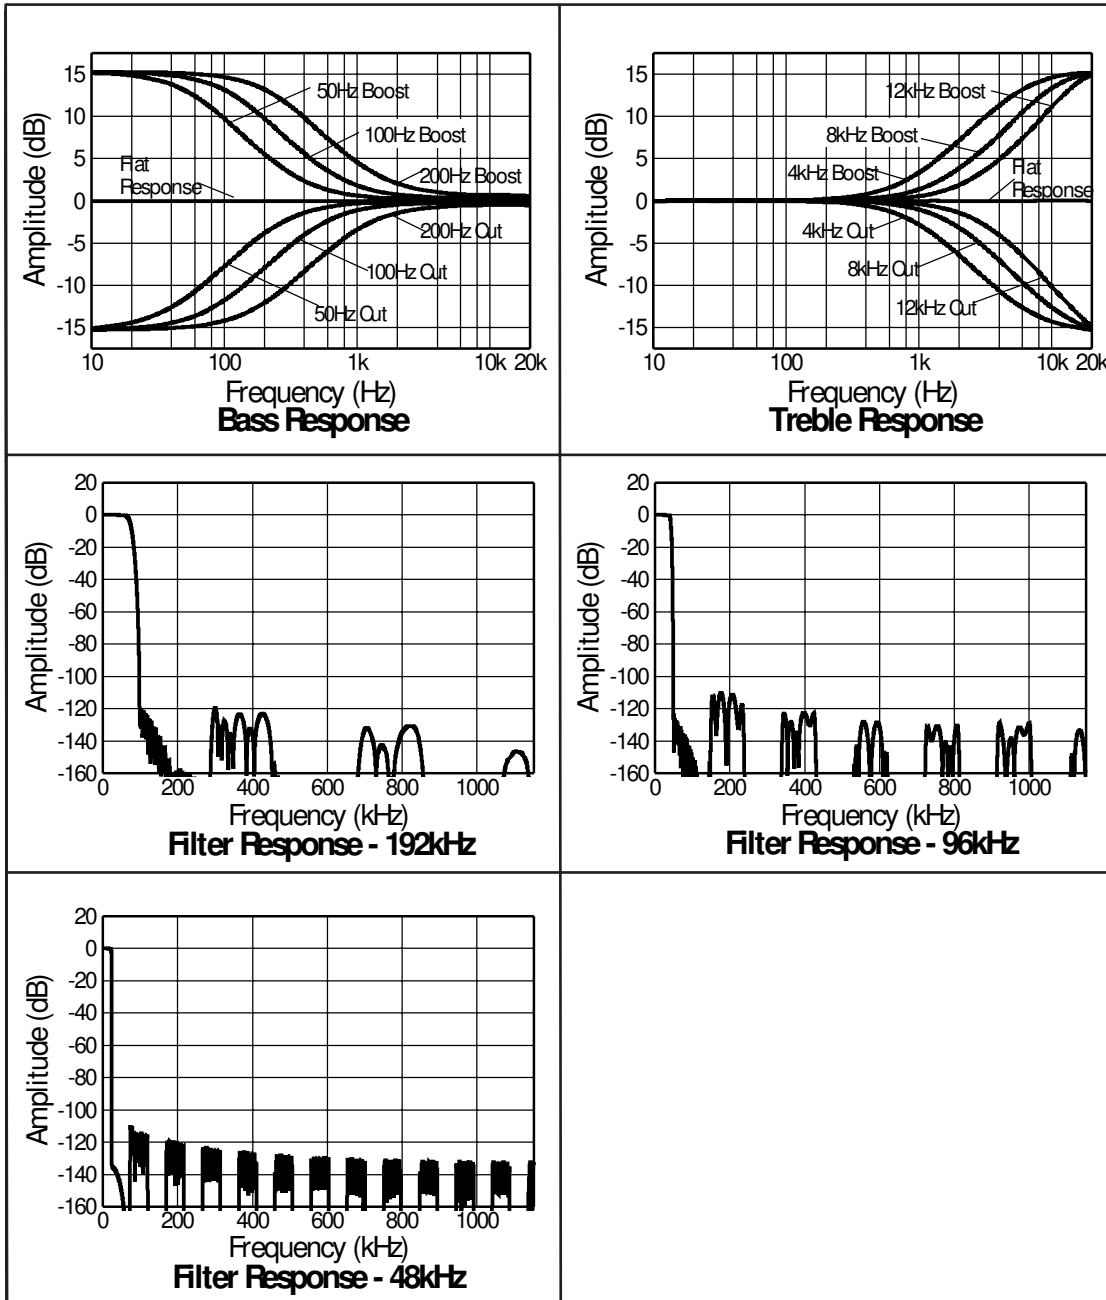 15
10
5
0
-5
-10
-15
Amplitude (dB)
50Hz Boost
100Hz Boost
200Hz Boost
Flat
Response
200Hz Cut
100Hz Cut
50Hz Cut
10 100 1k 10k 20k
Frequency (Hz)
Bass Response
15
10
5
0
-5
-10
-15
Amplitude (dB)
12kHz Boost
8kHz Boost
4kHz Boost
Flat
Response
4kHz Cut
8kHz Cut
12kHz Cut
10 100 1k 10k 20k
Frequency (Hz)
Treble Response
20
0
-20
-40
-60
-80
-100
-120
-140
-160
Amplitude (dB)
0 200 400 600 800 1000
Frequency (kHz)
Filter Response - 192kHz
20
0
-20
-40
-60
-80
-100
-120
-140
-160
Amplitude (dB)
0 200 400 600 800 1000
Frequency (kHz)
Filter Response - 96kHz
20
0
-20
-40
-60
-80
-100
-120
-140
-160
Amplitude (dB)
0 200 400 600 800 1000
Frequency (kHz)
Filter Response - 48kHz